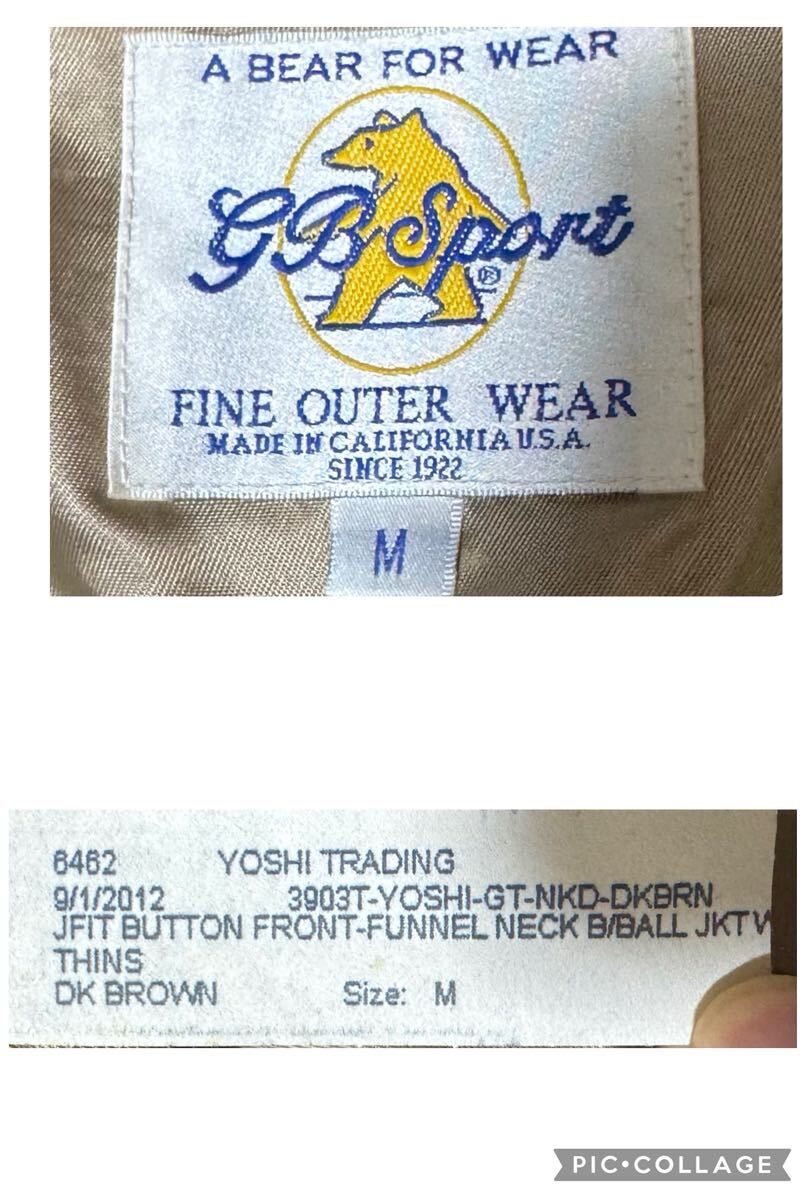 A BEAR FOR WEAR
GB Sport
®
FINE OUTER WEAR
MADE IN CALIFORNIA U.S.A.
SINCE 1922
M
6462 YOSHI TRADING
9/1/2012 3903T-YOSHI-GT-NKD-DKBRN
JFIT BUTTON FRONT-FUNNEL NECK B/BALL JKT
THINS
DK BROWN Size: M
PIC•COLLAGE